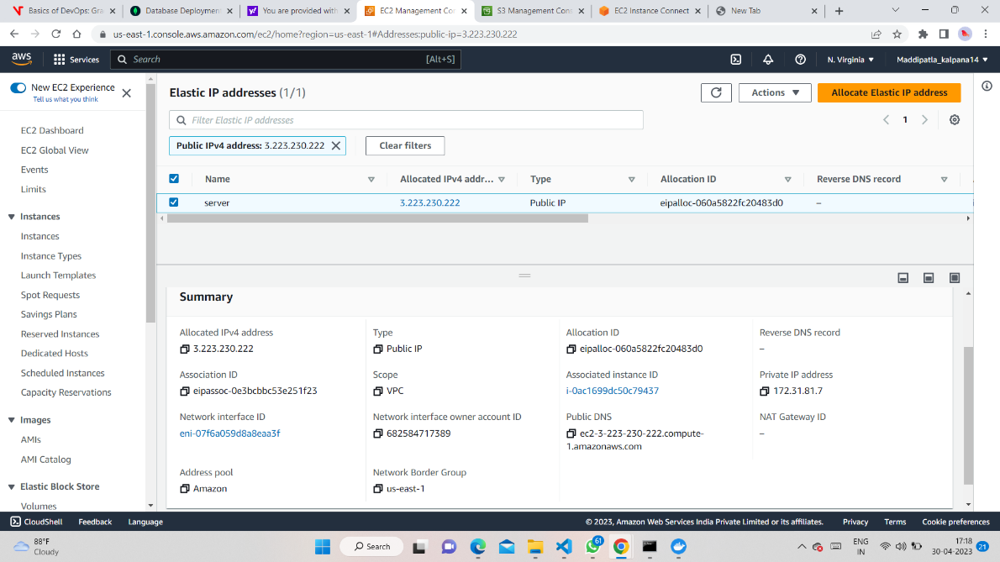 Basics of DevOps: Gra
Database Deployment
You are provided with
EC2 Management Co
S3 Management Cons
EC2 Instance Connect
New Tab
us-east-1.console.aws.amazon.com/ec2/home?region=us-east-1#Addresses:public-ip=3.223.230.222
aws
Services
Search
[Alt+S]
N. Virginia
Maddipatla_kalpana14
New EC2 Experience
Tell us what you think
EC2 Dashboard
EC2 Global View
Events
Limits
Instances
Instances
Instance Types
Launch Templates
Spot Requests
Savings Plans
Reserved Instances
Dedicated Hosts
Scheduled Instances
Capacity Reservations
Images
AMIs
AMI Catalog
Elastic Block Store
Volumes
Elastic IP addresses (1/1)
Actions
Allocate Elastic IP address
Filter Elastic IP addresses
1
Public IPv4 address: 3.223.230.222
Clear filters
Name
Allocated IPv4 addr...
Type
Allocation ID
Reverse DNS record
server
3.223.230.222
Public IP
eipalloc-060a5822fc20483d0
–
Summary
Allocated IPv4 address
3.223.230.222
Type
Public IP
Allocation ID
eipalloc-060a5822fc20483d0
Reverse DNS record
–
Association ID
eipassoc-0e3bcbbc53e251f23
Scope
VPC
Associated instance ID
i-0ac1699dc50c79437
Private IP address
172.31.81.7
Network interface ID
eni-07f6a059d8a8eaa3f
Network interface owner account ID
682584717389
Public DNS
ec2-3-223-230-222.compute-
1.amazonaws.com
NAT Gateway ID
–
Address pool
Amazon
Network Border Group
us-east-1
CloudShell
Feedback
Language
© 2023, Amazon Web Services India Private Limited or its affiliates.
Privacy
Terms
Cookie preferences
88°F
Cloudy
Search
61
ENG
IN
17:18
30-04-2023
21